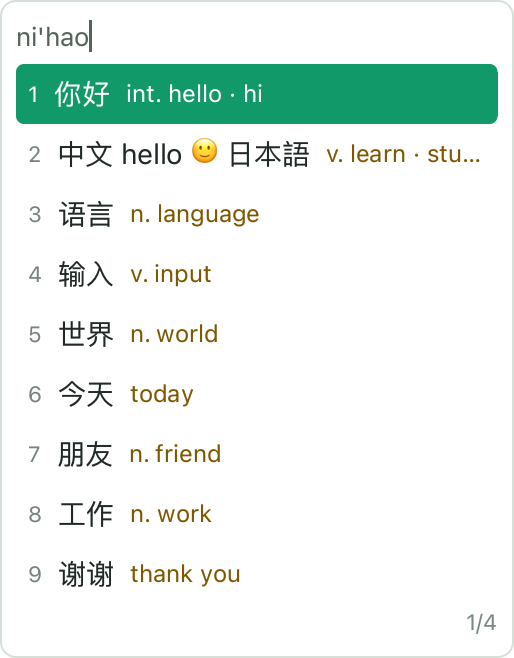 ni'hao
1 你好 int. hello · hi
2 中文 hello 🙂 日本語 v. learn · stu...
3 语言 n. language
4 输入 v. input
5 世界 n. world
6 今天 today
7 朋友 n. friend
8 工作 n. work
9 谢谢 thank you
1/4